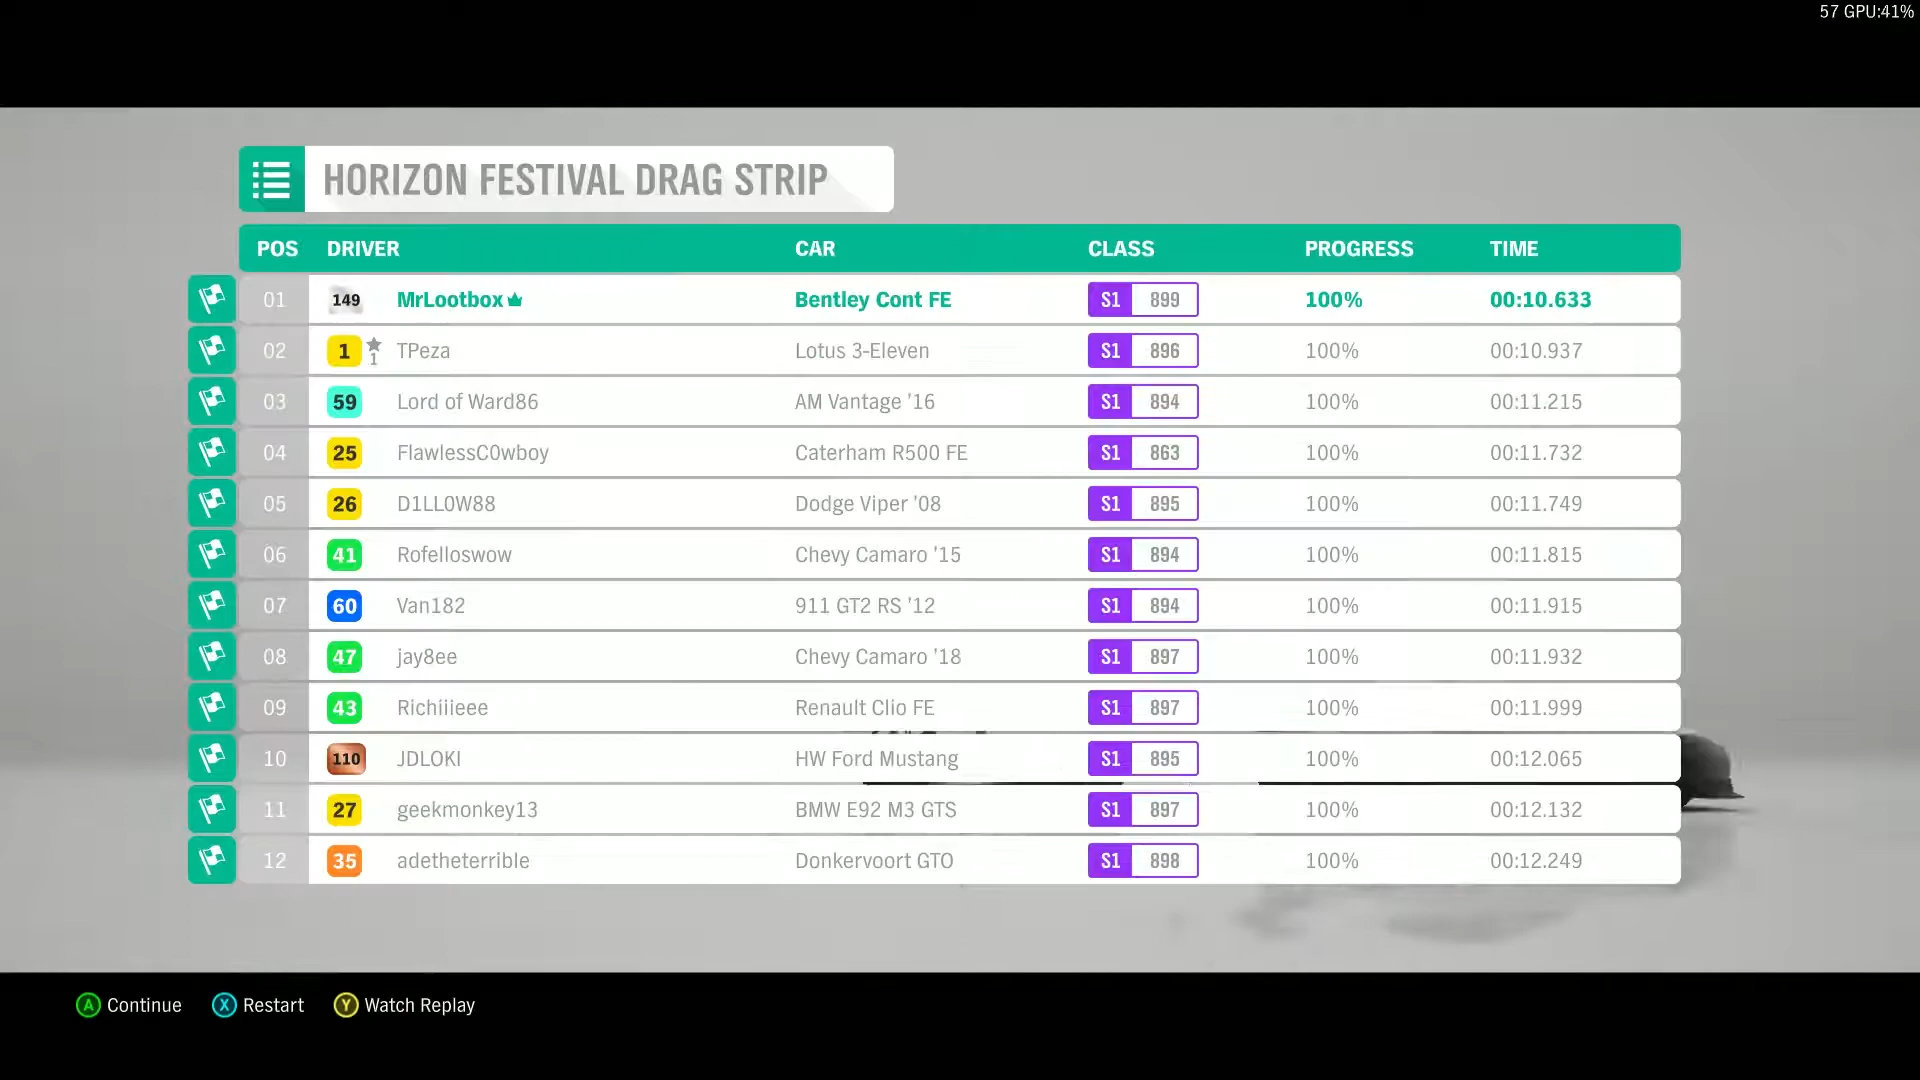 57 GPU:41%
HORIZON FESTIVAL DRAG STRIP
POS DRIVER CAR CLASS PROGRESS TIME
01 149 MrLootbox Bentley Cont FE S1 899 100% 00:10.633
02 1 1 TPeza Lotus 3-Eleven S1 896 100% 00:10.937
03 59 Lord of Ward86 AM Vantage '16 S1 894 100% 00:11.215
04 25 FlawlessC0wboy Caterham R500 FE S1 863 100% 00:11.732
05 26 D1LL0W88 Dodge Viper '08 S1 895 100% 00:11.749
06 41 Rofelloswow Chevy Camaro '15 S1 894 100% 00:11.815
07 60 Van182 911 GT2 RS '12 S1 894 100% 00:11.915
08 47 jay8ee Chevy Camaro '18 S1 897 100% 00:11.932
09 43 Richiiieee Renault Clio FE S1 897 100% 00:11.999
10 110 JDLOKI HW Ford Mustang S1 895 100% 00:12.065
11 27 geekmonkey13 BMW E92 M3 GTS S1 897 100% 00:12.132
12 35 adetheterrible Donkervoort GTO S1 898 100% 00:12.249
A Continue X Restart Y Watch Replay